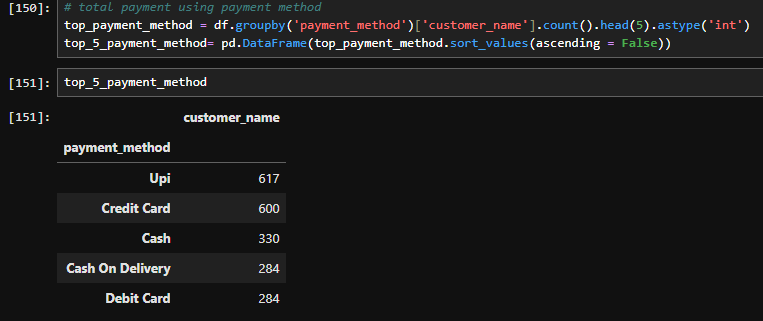 [150]: # total payment using payment method
top_payment_method = df.groupby('payment_method')['customer_name'].count().head(5).astype('int')
top_5_payment_method= pd.DataFrame(top_payment_method.sort_values(ascending = False))
[151]: top_5_payment_method
[151]: customer_name
payment_method
Upi 617
Credit Card 600
Cash 330
Cash On Delivery 284
Debit Card 284